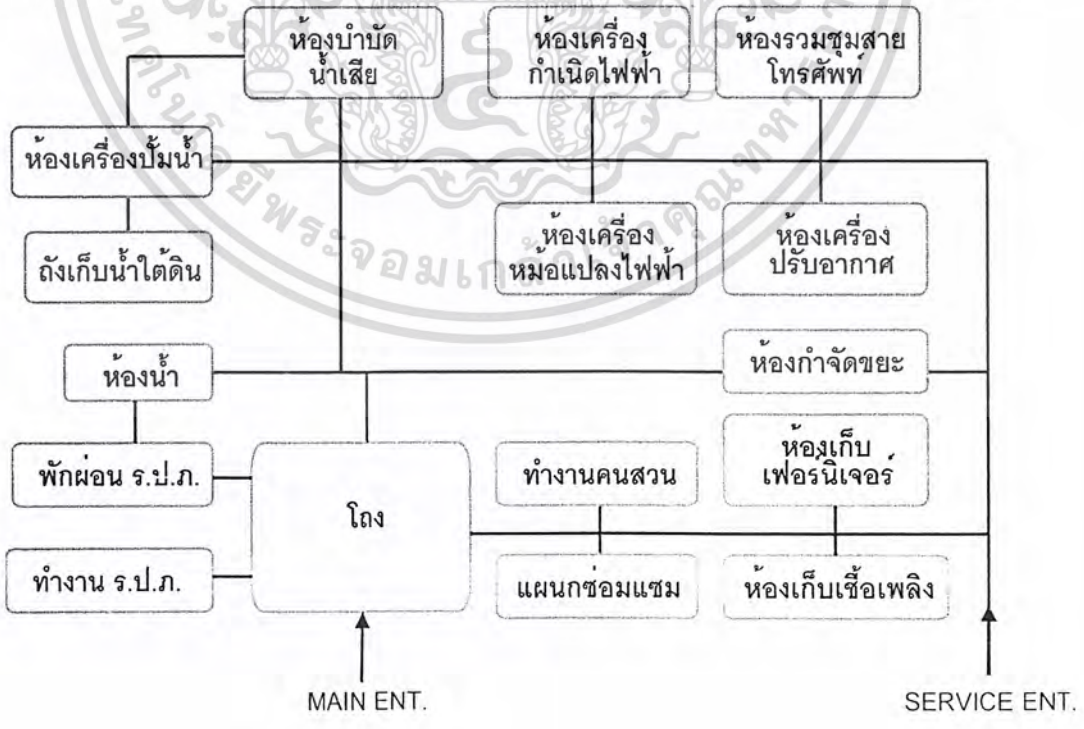 ห้องบำบัด
น้ำเสีย
ห้องเครื่อง
กำเนิดไฟฟ้า
ห้องรวมชุมสาย
โทรศัพท์
ห้องเครื่องปั๊มน้ำ
ถังเก็บน้ำใต้ดิน
ห้องเครื่อง
หม้อแปลงไฟฟ้า
ห้องเครื่อง
ปรับอากาศ
ห้องน้ำ
ห้องกำจัดขยะ
พักผ่อน ร.ป.ภ.
โถง
ทำงานคนสวน
ห้องเก็บ
เฟอร์นิเจอร์
ทำงาน ร.ป.ภ.
แผนกซ่อมแซม
ห้องเก็บเชื้อเพลิง
MAIN ENT.
SERVICE ENT.